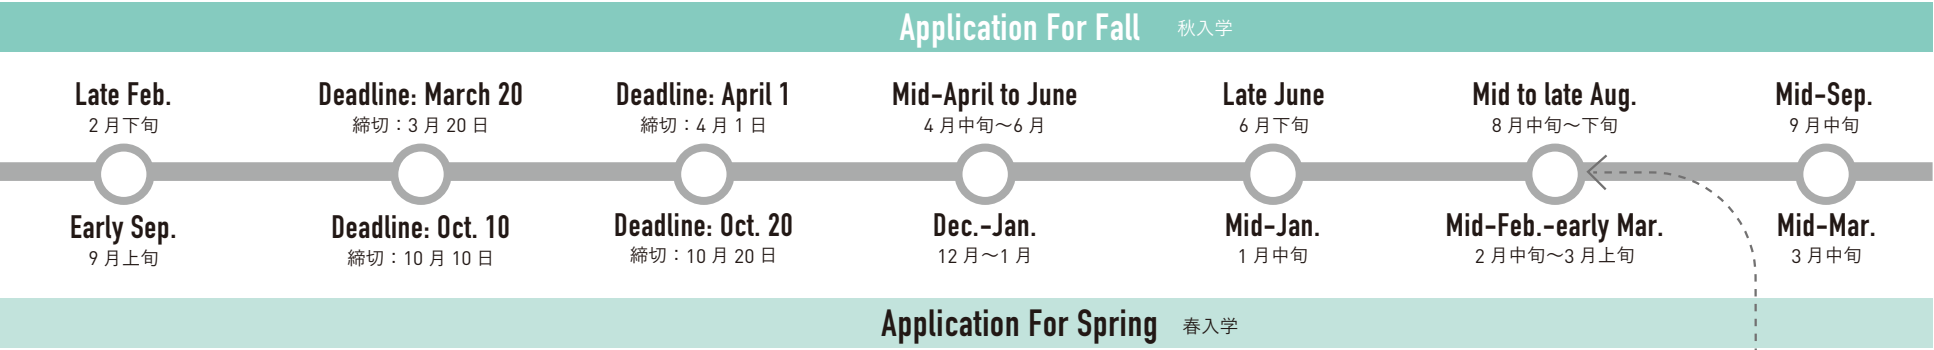 Application For Fall 秋入学
Late Feb.
2月下旬
Deadline: March 20
締切：3月20日
Deadline: April 1
締切：4月1日
Mid-April to June
4月中旬～6月
Late June
6月下旬
Mid to late Aug.
8月中旬～下旬
Mid-Sep.
9月中旬
Early Sep.
9月上旬
Deadline: Oct. 10
締切：10月10日
Deadline: Oct. 20
締切：10月20日
Dec.-Jan.
12月～1月
Mid-Jan.
1月中旬
Mid-Feb.-early Mar.
2月中旬～3月上旬
Mid-Mar.
3月中旬
Application For Spring 春入学